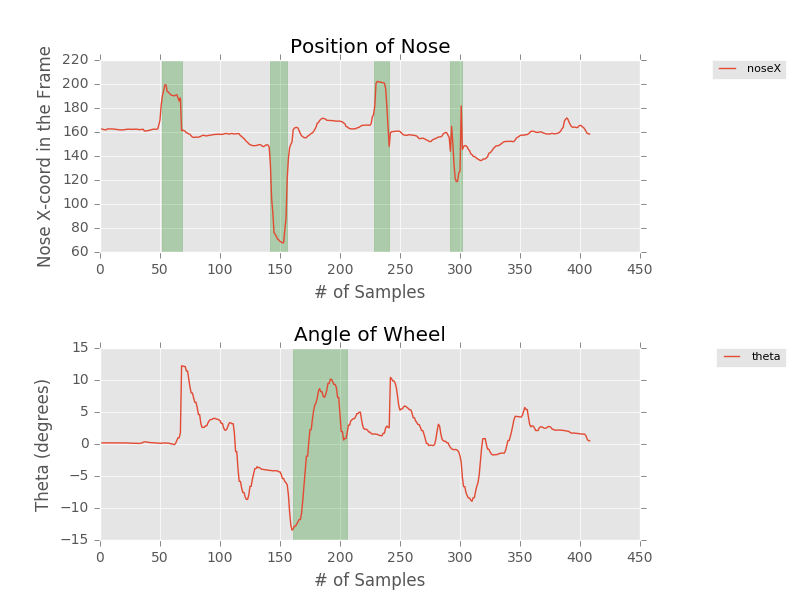 Position of Nose
220
200
180
160
140
120
100
80
60
Nose X-coord in the Frame
0 50 100 150 200 250 300 350 400 450
# of Samples
noseX
Angle of Wheel
15
10
5
0
−5
−10
−15
Theta (degrees)
0 50 100 150 200 250 300 350 400 450
# of Samples
theta